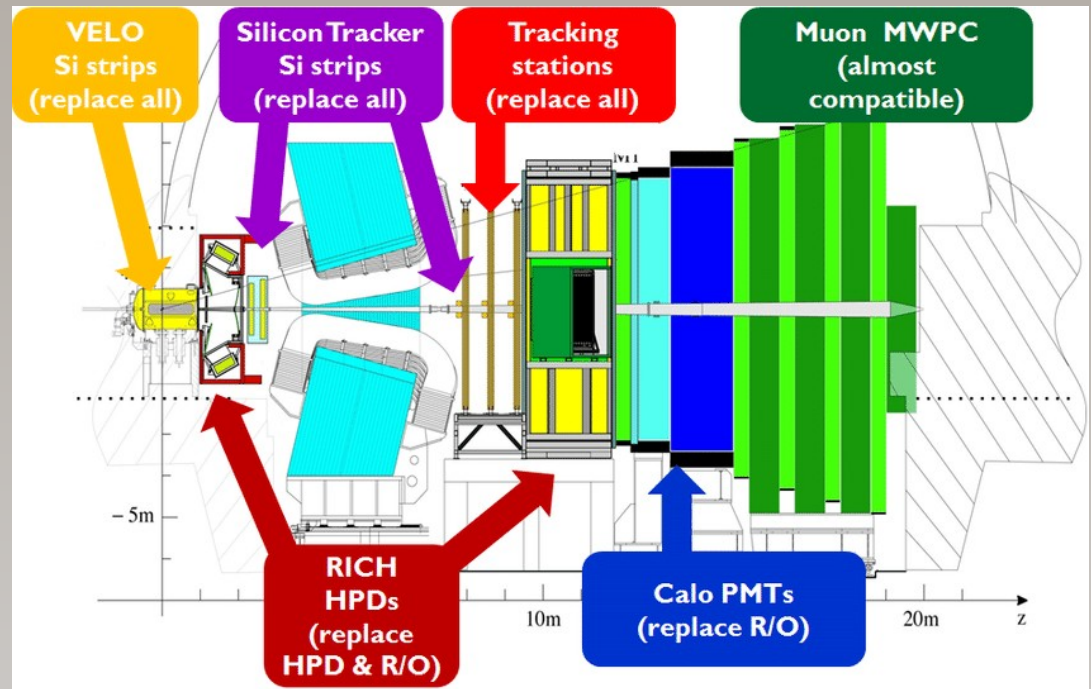 VELO
Si strips
(replace all)
Silicon Tracker
Si strips
(replace all)
Tracking
stations
(replace all)
Muon MWPC
(almost
compatible)
M1
– 5m
RICH
HPDs
(replace
HPD & R/O)
Calo PMTs
(replace R/O)
10m
20m
z